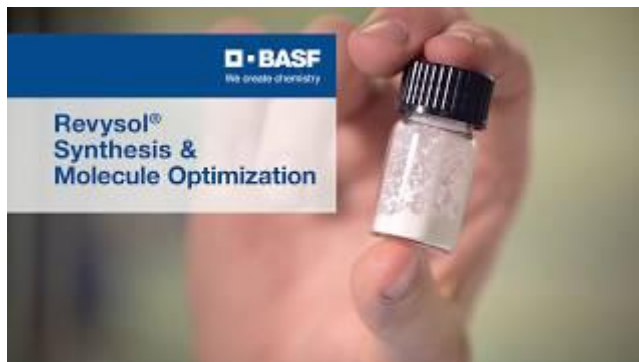 BASF
We create chemistry
Revysol®
Synthesis &
Molecule Optimization